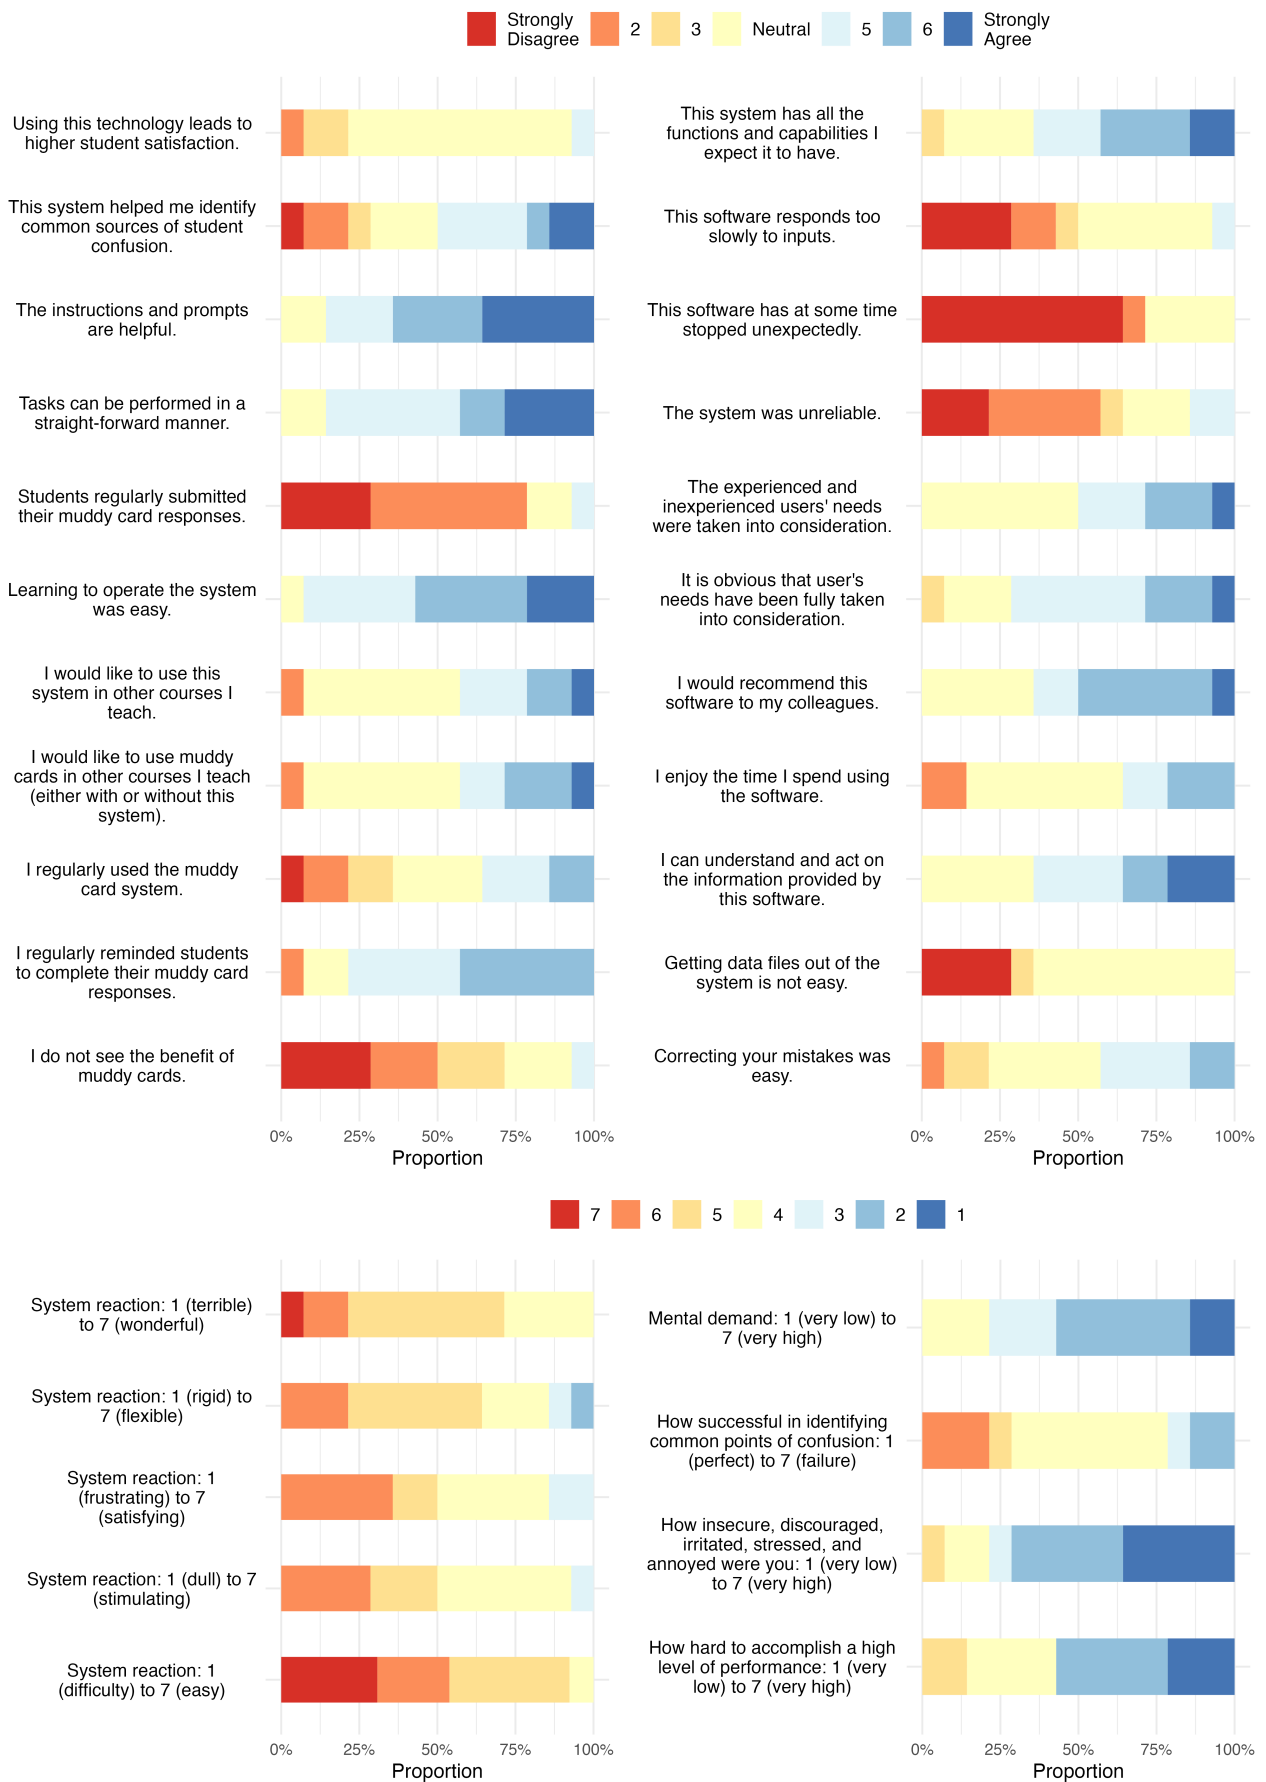 Strongly
Disagree
2
3
Neutral
5
6
Strongly
Agree
Using this technology leads to
higher student satisfaction.
This system helped me identify
common sources of student
confusion.
The instructions and prompts
are helpful.
Tasks can be performed in a
straight-forward manner.
Students regularly submitted
their muddy card responses.
Learning to operate the system
was easy.
I would like to use this
system in other courses I
teach.
I would like to use muddy
cards in other courses I teach
(either with or without this
system).
I regularly used the muddy
card system.
I regularly reminded students
to complete their muddy card
responses.
I do not see the benefit of
muddy cards.
0% 25% 50% 75% 100%
Proportion
This system has all the
functions and capabilities I
expect it to have.
This software responds too
slowly to inputs.
This software has at some time
stopped unexpectedly.
The system was unreliable.
The experienced and
inexperienced users' needs
were taken into consideration.
It is obvious that user's
needs have been fully taken
into consideration.
I would recommend this
software to my colleagues.
I enjoy the time I spend using
the software.
I can understand and act on
the information provided by
this software.
Getting data files out of the
system is not easy.
Correcting your mistakes was
easy.
0% 25% 50% 75% 100%
Proportion
7 6 5 4 3 2 1
System reaction: 1 (terrible)
to 7 (wonderful)
System reaction: 1 (rigid) to
7 (flexible)
System reaction: 1
(frustrating) to 7
(satisfying)
System reaction: 1 (dull) to 7
(stimulating)
System reaction: 1
(difficulty) to 7 (easy)
0% 25% 50% 75% 100%
Proportion
Mental demand: 1 (very low) to
7 (very high)
How successful in identifying
common points of confusion: 1
(perfect) to 7 (failure)
How insecure, discouraged,
irritated, stressed, and
annoyed were you: 1 (very low)
to 7 (very high)
How hard to accomplish a high
level of performance: 1 (very
low) to 7 (very high)
0% 25% 50% 75% 100%
Proportion